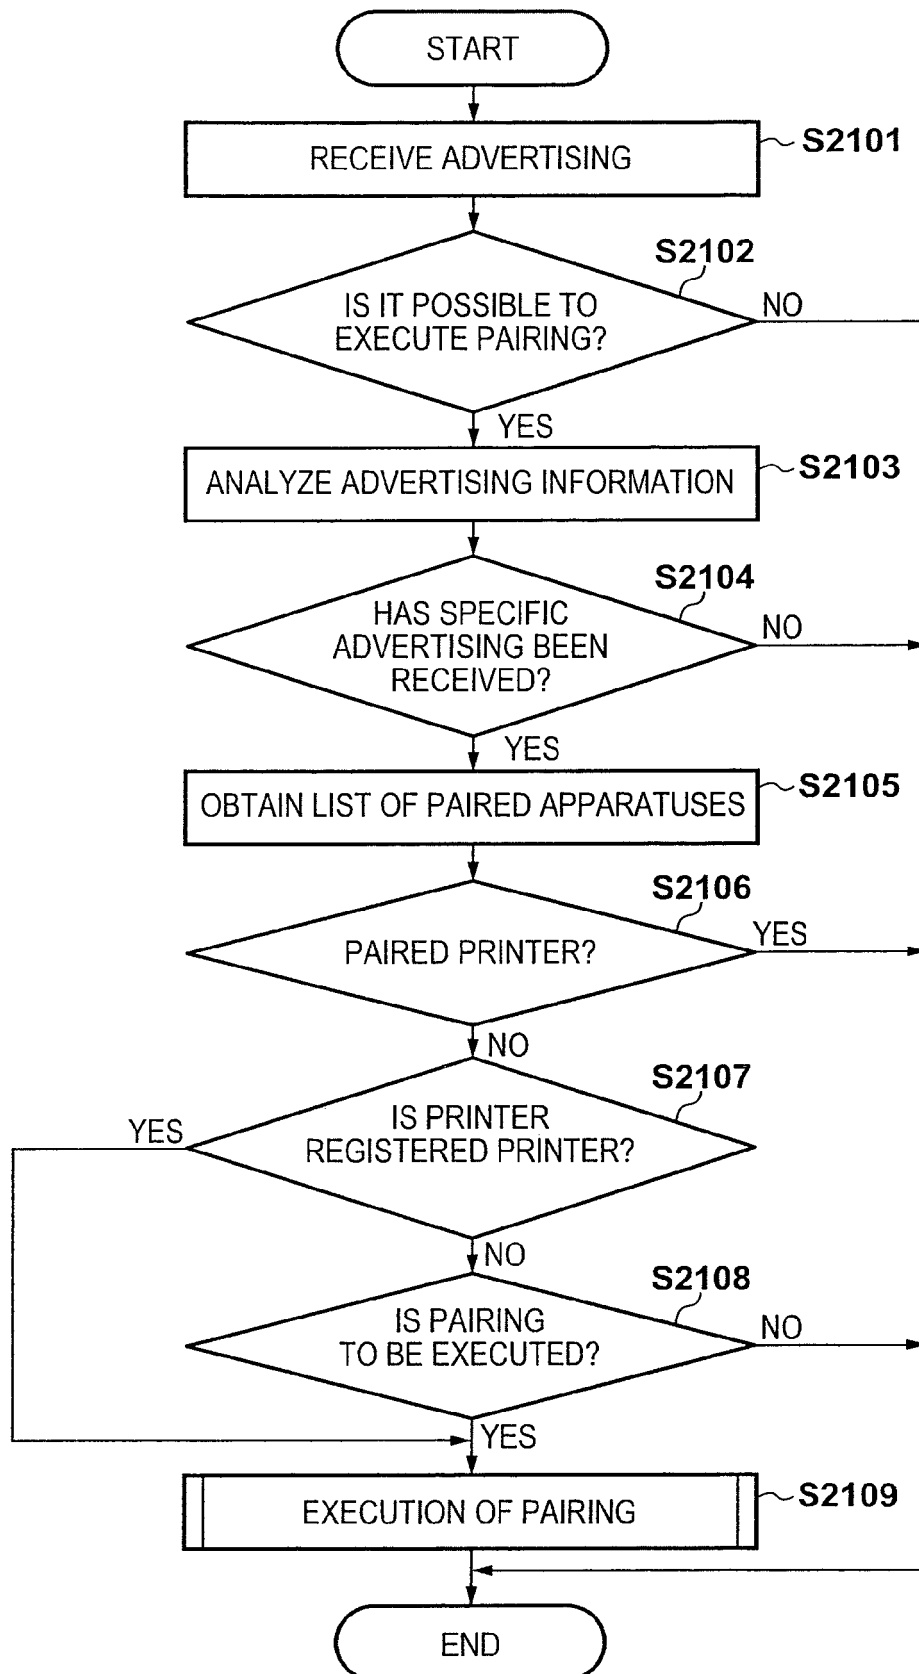 START
RECEIVE ADVERTISING
S2101
S2102
IS IT POSSIBLE TO
EXECUTE PAIRING?
NO
YES
ANALYZE ADVERTISING INFORMATION
S2103
S2104
HAS SPECIFIC
ADVERTISING BEEN
RECEIVED?
NO
YES
OBTAIN LIST OF PAIRED APPARATUSES
S2105
S2106
PAIRED PRINTER?
YES
NO
S2107
IS PRINTER
REGISTERED PRINTER?
YES
NO
S2108
IS PAIRING
TO BE EXECUTED?
NO
YES
EXECUTION OF PAIRING
S2109
END